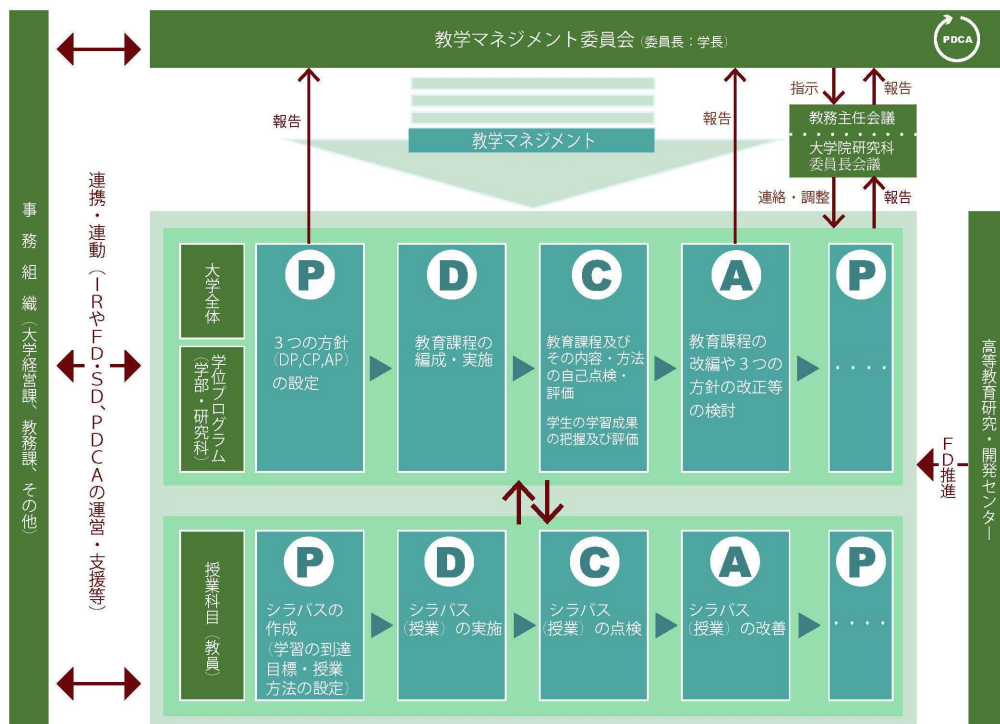 教学マネジメント委員会（委員長：学長）
PDCA
報告
教学マネジメント
報告
指示
報告
教務主任会議
大学院研究科
委員長会議
連絡・調整
報告
事務組織（大学経営課、教務課、その他）
連携・連動（IRやFD・SD、PDCAの運営・支援等）
大学全体
学位プログラム
（学部・研究科）
P
３つの方針
（DP,CP,AP）
の設定
D
教育課程の
編成・実施
C
教育課程及び
その内容・方法
の自己点検・
評価
学生の学習成果
の把握及び評価
A
教育課程の
改編や３つの
方針の改正等
の検討
P
・・・・
高等教育研究・開発センター
FD推進
授業科目（教員）
P
シラバスの
作成
（学習の到達
目標・授業
方法の設定）
D
シラバス
（授業）の実施
C
シラバス
（授業）の点検
A
シラバス
（授業）の改善
P
・・・・